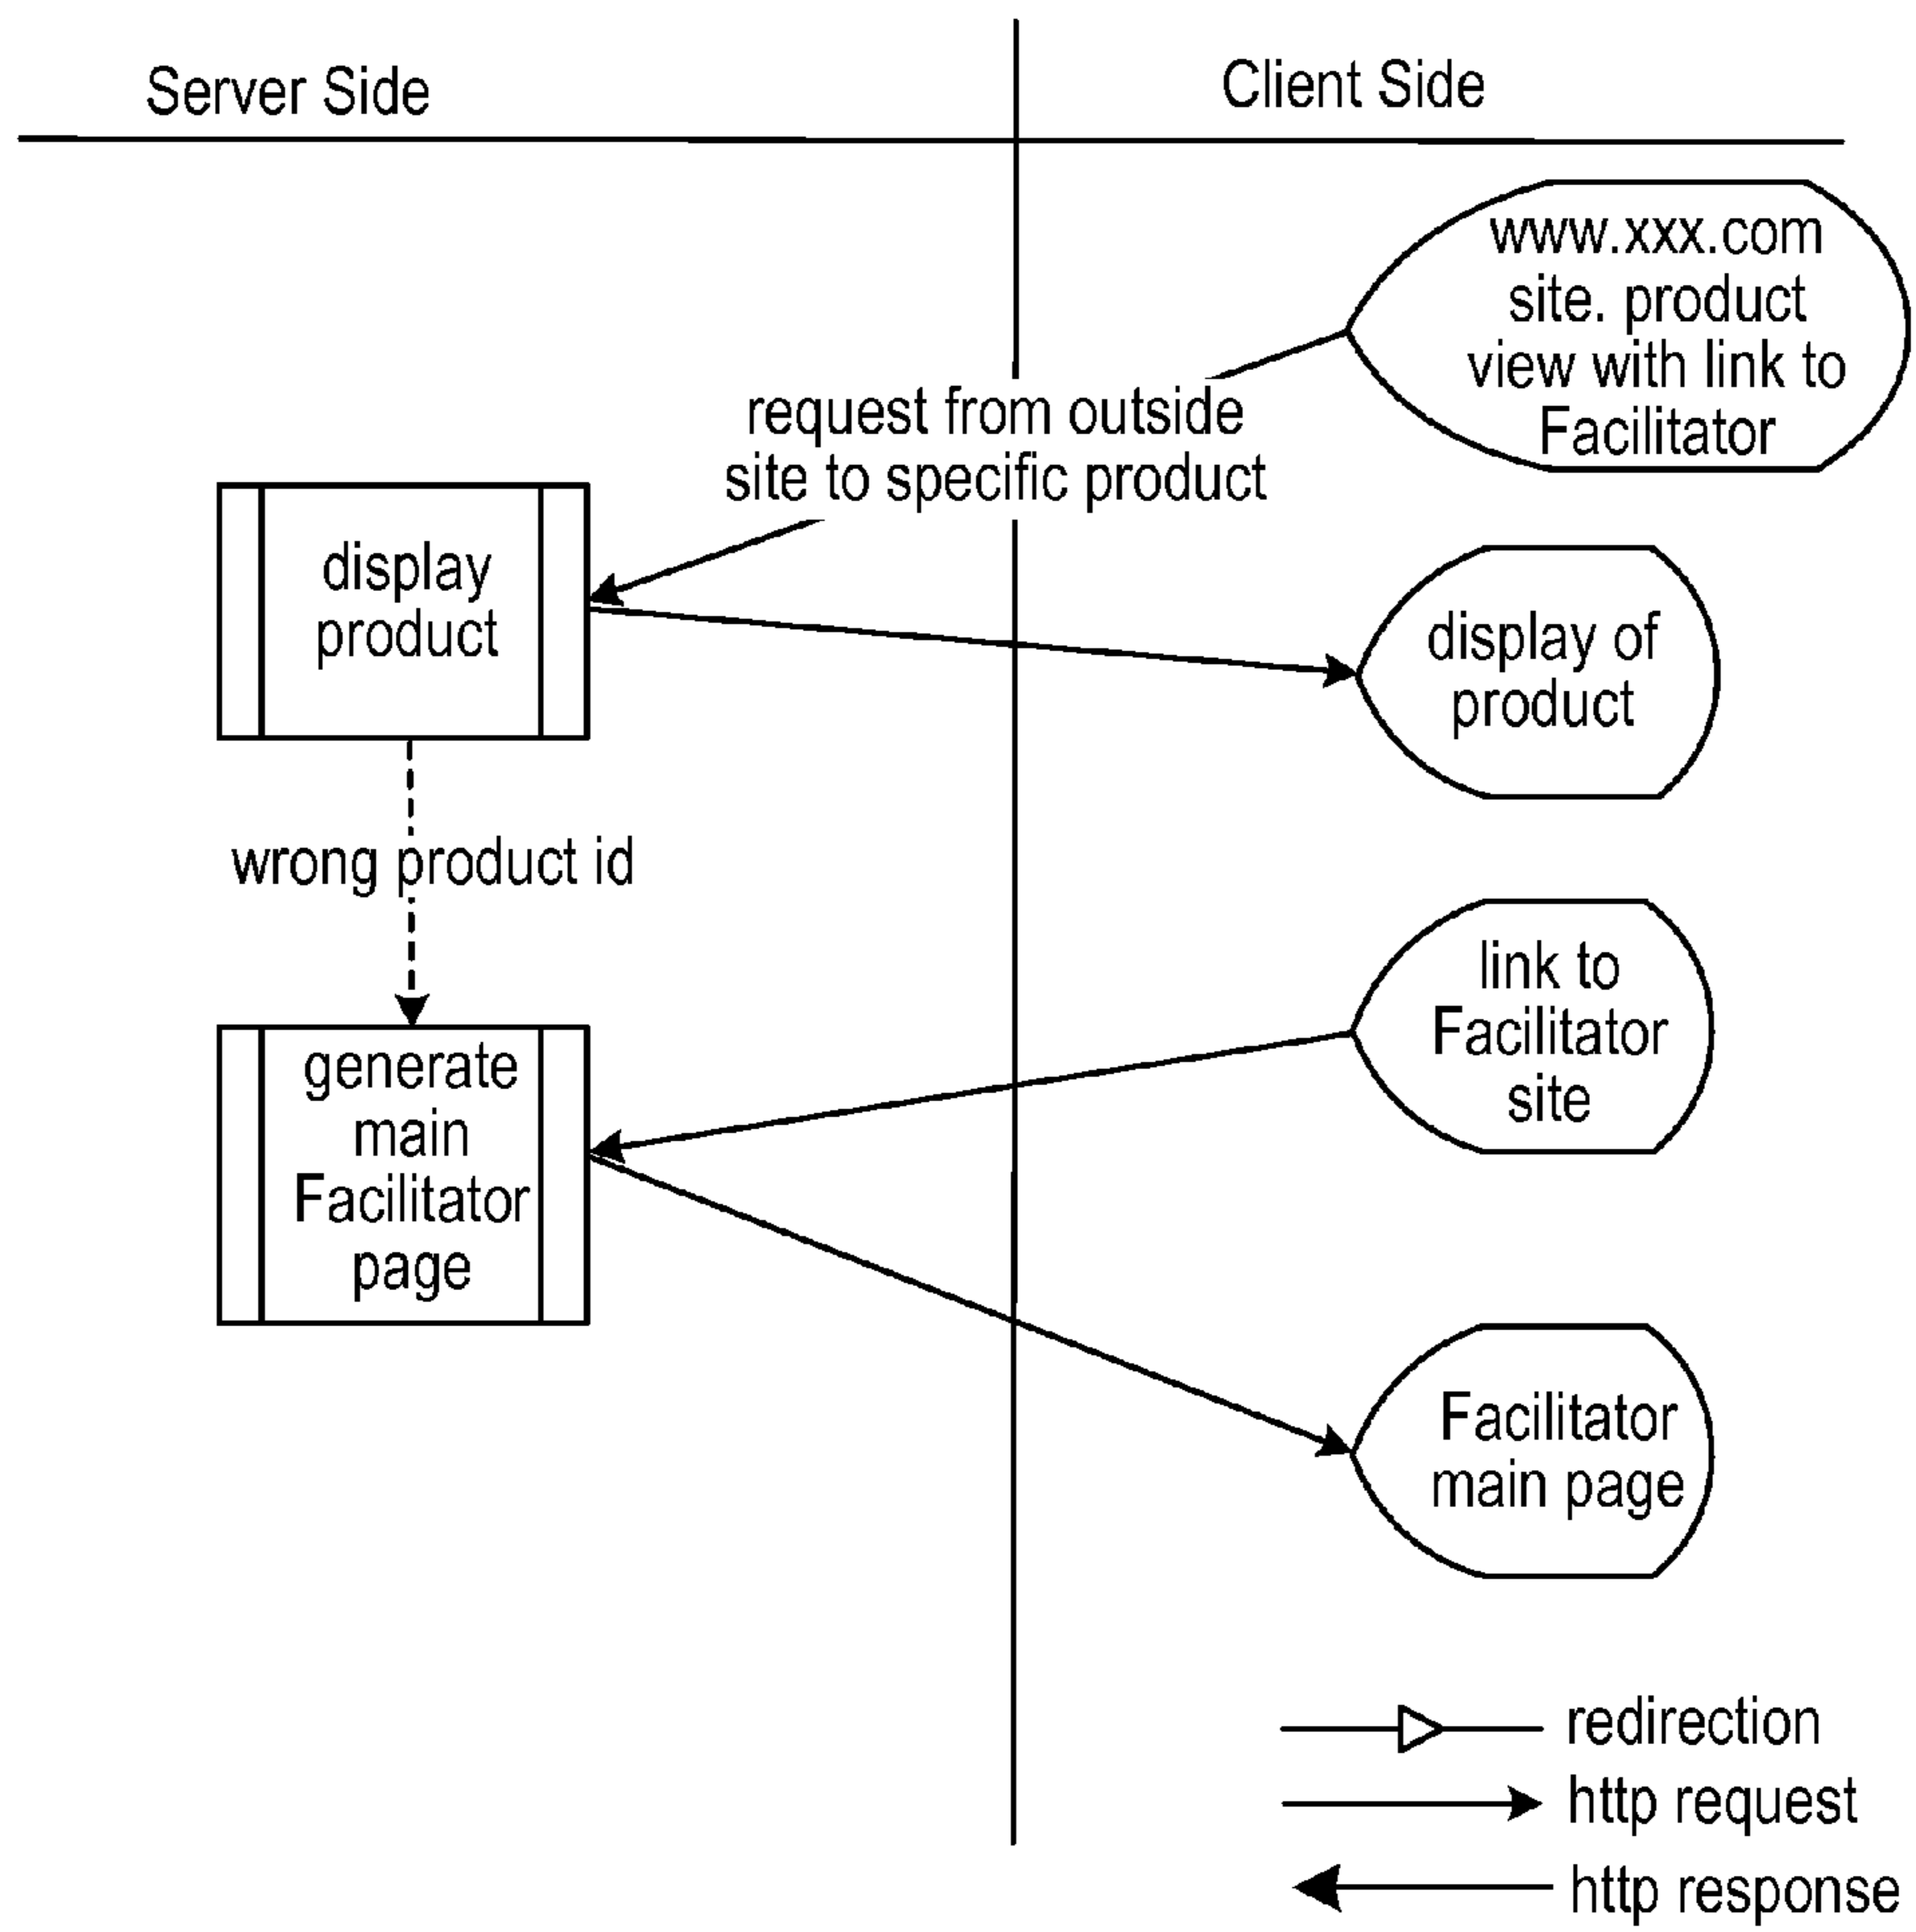 Server Side
Client Side
www.xxx.com
site. product
view with link to
Facilitator
request from outside
site to specific product
display
product
display of
product
wrong product id
link to
Facilitator
site
generate
main
Facilitator
page
Facilitator
main page
redirection
http request
http response